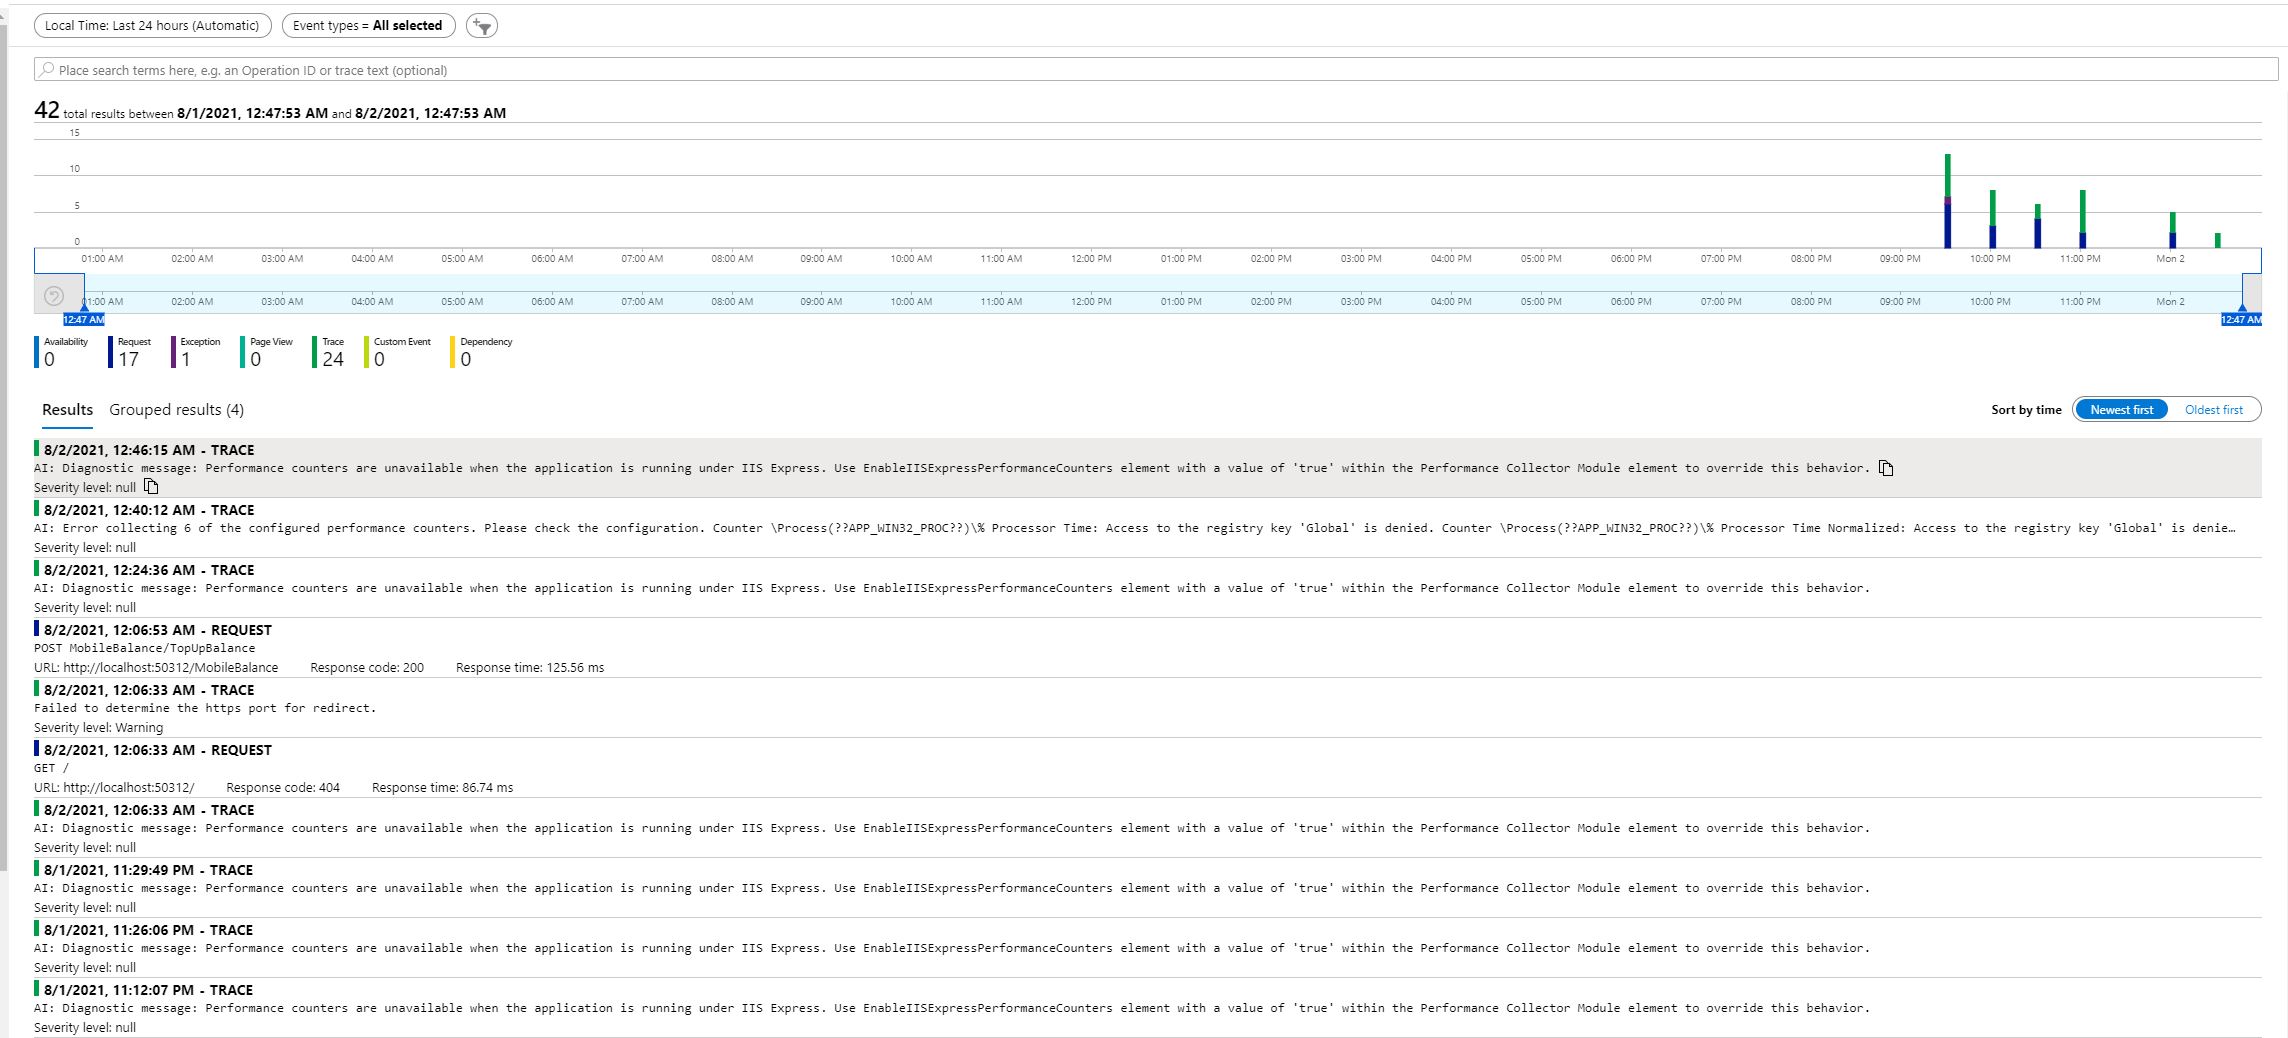 Local Time: Last 24 hours (Automatic) Event types = All selected
Place search terms here, e.g. an Operation ID or trace text (optional)
42 total results between 8/1/2021, 12:47:53 AM and 8/2/2021, 12:47:53 AM
15
10
5
0
01:00 AM 02:00 AM 03:00 AM 04:00 AM 05:00 AM 06:00 AM 07:00 AM 08:00 AM 09:00 AM 10:00 AM 11:00 AM 12:00 PM 01:00 PM 02:00 PM 03:00 PM 04:00 PM 05:00 PM 06:00 PM 07:00 PM 08:00 PM 09:00 PM 10:00 PM 11:00 PM Mon 2
01:00 AM 02:00 AM 03:00 AM 04:00 AM 05:00 AM 06:00 AM 07:00 AM 08:00 AM 09:00 AM 10:00 AM 11:00 AM 12:00 PM 01:00 PM 02:00 PM 03:00 PM 04:00 PM 05:00 PM 06:00 PM 07:00 PM 08:00 PM 09:00 PM 10:00 PM 11:00 PM Mon 2
12:47 AM 12:47 AM
Availability Request Exception Page View Trace Custom Event Dependency
0 17 1 0 24 0 0
Results Grouped results (4) Sort by time Newest first Oldest first
8/2/2021, 12:46:15 AM - TRACE
AI: Diagnostic message: Performance counters are unavailable when the application is running under IIS Express. Use EnableIISExpressPerformanceCounters element with a value of 'true' within the Performance Collector Module element to override this behavior.
Severity level: null
8/2/2021, 12:40:12 AM - TRACE
AI: Error collecting 6 of the configured performance counters. Please check the configuration. Counter \Process(??APP_WIN32_PROC??)\% Processor Time: Access to the registry key 'Global' is denied. Counter \Process(??APP_WIN32_PROC??)\% Processor Time Normalized: Access to the registry key 'Global' is denie…
Severity level: null
8/2/2021, 12:24:36 AM - TRACE
AI: Diagnostic message: Performance counters are unavailable when the application is running under IIS Express. Use EnableIISExpressPerformanceCounters element with a value of 'true' within the Performance Collector Module element to override this behavior.
Severity level: null
8/2/2021, 12:06:53 AM - REQUEST
POST MobileBalance/TopUpBalance
URL: http://localhost:50312/MobileBalance Response code: 200 Response time: 125.56 ms
8/2/2021, 12:06:33 AM - TRACE
Failed to determine the https port for redirect.
Severity level: Warning
8/2/2021, 12:06:33 AM - REQUEST
GET /
URL: http://localhost:50312/ Response code: 404 Response time: 86.74 ms
8/2/2021, 12:06:33 AM - TRACE
AI: Diagnostic message: Performance counters are unavailable when the application is running under IIS Express. Use EnableIISExpressPerformanceCounters element with a value of 'true' within the Performance Collector Module element to override this behavior.
Severity level: null
8/1/2021, 11:29:49 PM - TRACE
AI: Diagnostic message: Performance counters are unavailable when the application is running under IIS Express. Use EnableIISExpressPerformanceCounters element with a value of 'true' within the Performance Collector Module element to override this behavior.
Severity level: null
8/1/2021, 11:26:06 PM - TRACE
AI: Diagnostic message: Performance counters are unavailable when the application is running under IIS Express. Use EnableIISExpressPerformanceCounters element with a value of 'true' within the Performance Collector Module element to override this behavior.
Severity level: null
8/1/2021, 11:12:07 PM - TRACE
AI: Diagnostic message: Performance counters are unavailable when the application is running under IIS Express. Use EnableIISExpressPerformanceCounters element with a value of 'true' within the Performance Collector Module element to override this behavior.
Severity level: null